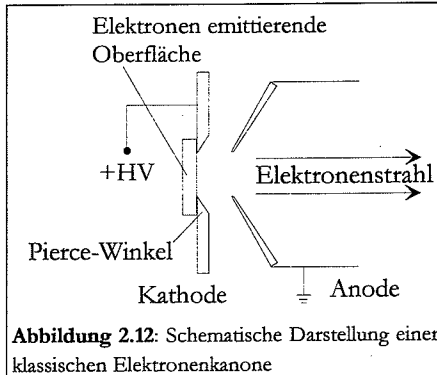 Elektronen emittierende
Oberfläche
+HV
Elektronenstrahl
Pierce-Winkel
Kathode
Anode
Abbildung 2.12: Schematische Darstellung einer
klassischen Elektronenkanone